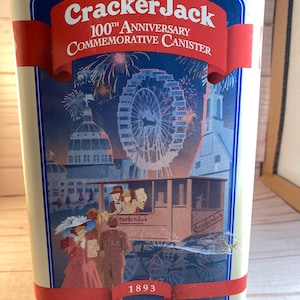 CrackerJack
100TH ANNIVERSARY
COMMEMORATIVE CANISTER
1893